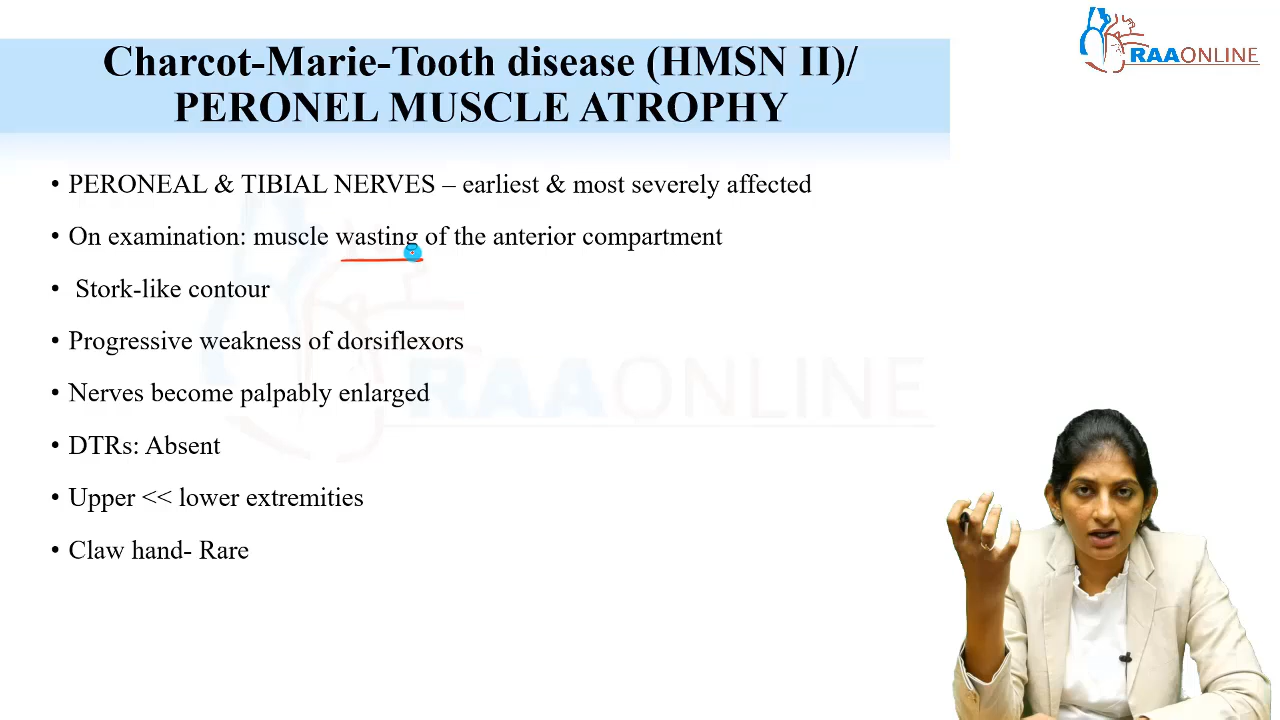 Charcot-Marie-Tooth disease (HMSN II)/
PERONEL MUSCLE ATROPHY
RAAONLINE
• PERONEAL & TIBIAL NERVES – earliest & most severely affected
• On examination: muscle wasting of the anterior compartment
• Stork-like contour
• Progressive weakness of dorsiflexors
• Nerves become palpably enlarged
RAAONLINE
• DTRs: Absent
• Upper << lower extremities
• Claw hand- Rare